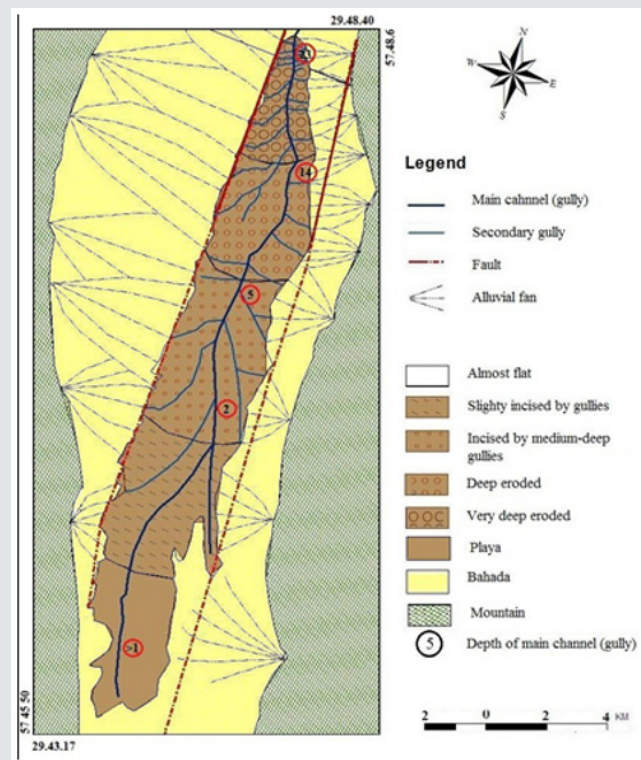 29.48.40
57.48.6
N
W
E
S
14
5
2
>1
57 45 50
29.43.17
Legend
Main cahnnel (gully)
Secondary gully
Fault
Alluvial fan
Almost flat
Slighty incised by gullies
Incised by medium-deep
gullies
Deep eroded
Very deep eroded
Playa
Bahada
Mountain
5 Depth of main channel (gully)
2 0 2 4 KM